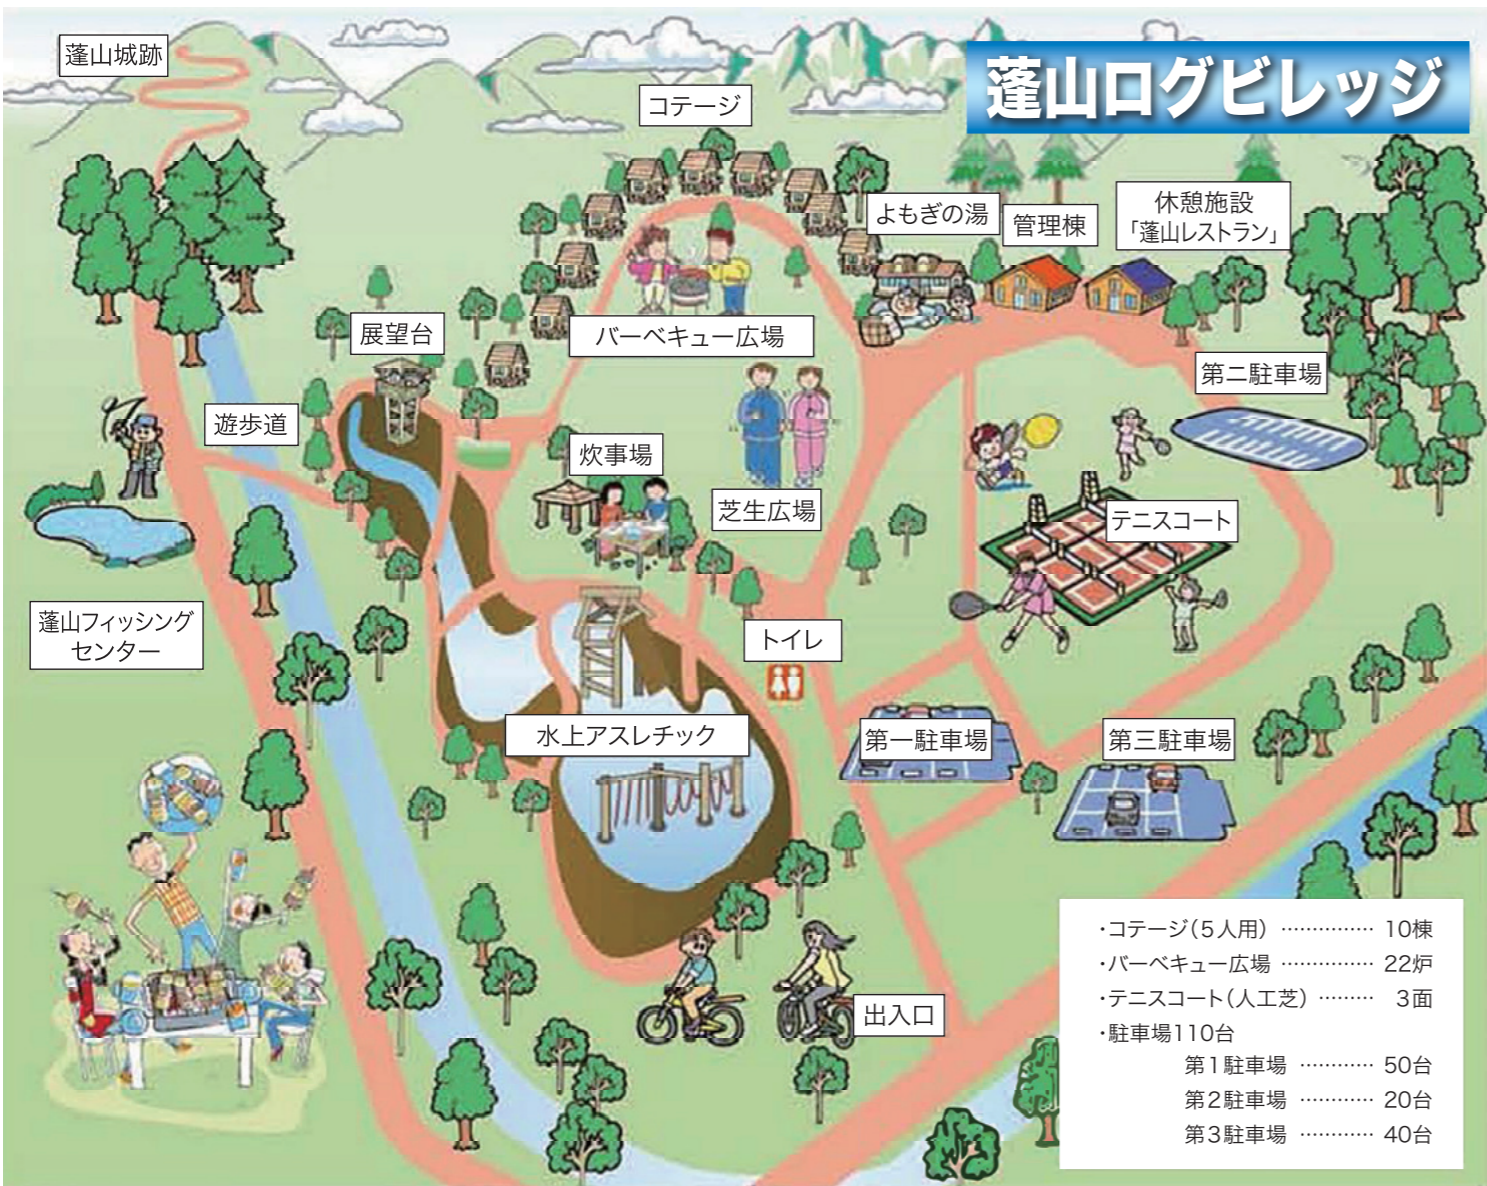 蓬山城跡
コテージ
蓬山ログビレッジ
よもぎの湯
管理棟
休憩施設
「蓬山レストラン」
展望台
バーベキュー広場
第二駐車場
遊歩道
炊事場
芝生広場
テニスコート
蓬山フィッシング
センター
トイレ
水上アスレチック
第一駐車場
第三駐車場
出入口
・コテージ(5人用) …………… 10棟
・バーベキュー広場 …………… 22炉
・テニスコート(人工芝) ……… 3面
・駐車場110台
第1駐車場 ………… 50台
第2駐車場 ………… 20台
第3駐車場 ………… 40台